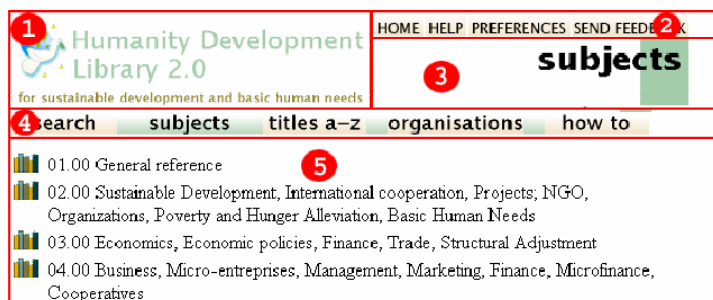 1
Humanity Development
Library 2.0
for sustainable development and basic human needs
HOME HELP PREFERENCES SEND FEEDB K
2
3
subjects
4
search subjects titles a–z organisations how to
5
01.00 General reference
02.00 Sustainable Development, International cooperation, Projects; NGO,
Organizations, Poverty and Hunger Alleviation, Basic Human Needs
03.00 Economics, Economic policies, Finance, Trade, Structural Adjustment
04.00 Business, Micro-entreprises, Management, Marketing, Finance, Microfinance,
Cooperatives